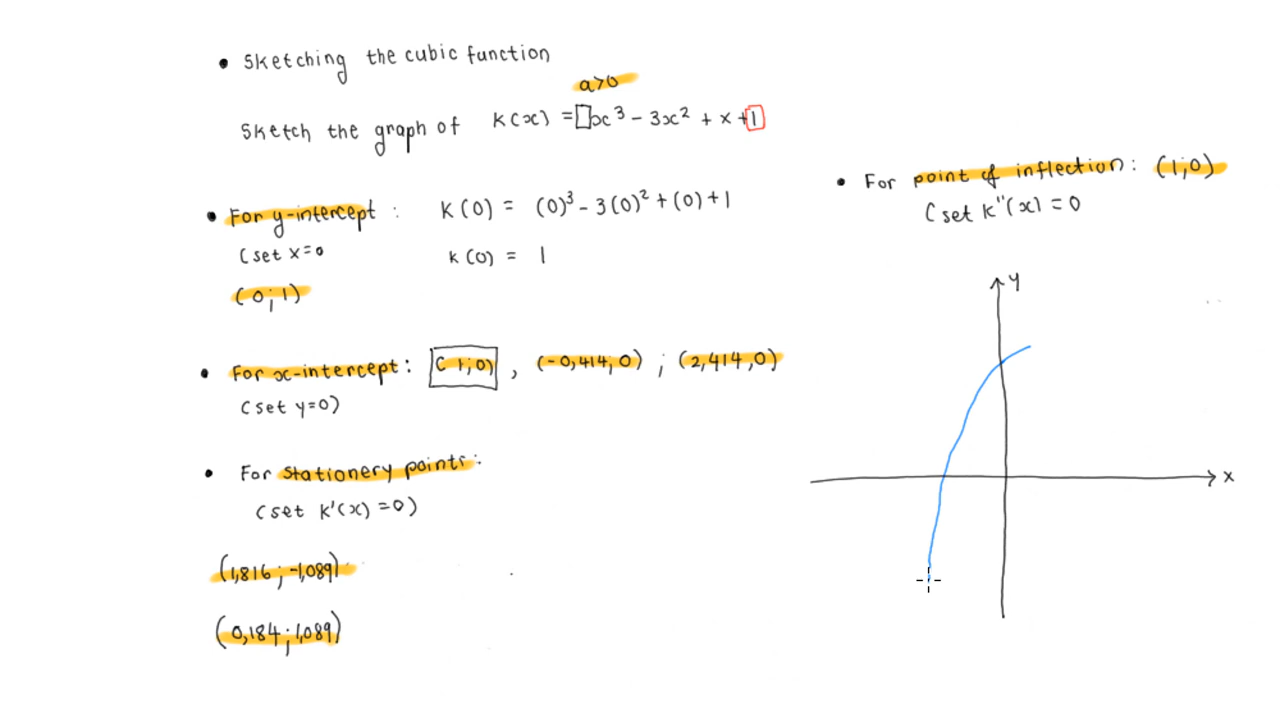 • Sketching the cubic function
a>0
Sketch the graph of k(x) = x³ - 3x² + x + 1
• For y-intercept : k(0) = (0)³ - 3(0)² + (0) + 1
(set x=0
k(0) = 1
(0;1)
• For x-intercept: (1;0), (-0,414;0) ; (2,414,0)
(set y=0)
• For stationery points:
(set k'(x) = 0)
(1,816; -1,089)
(0,184; 1,089)
• For point of inflection: (1;0)
(set k''(x) = 0
y
x